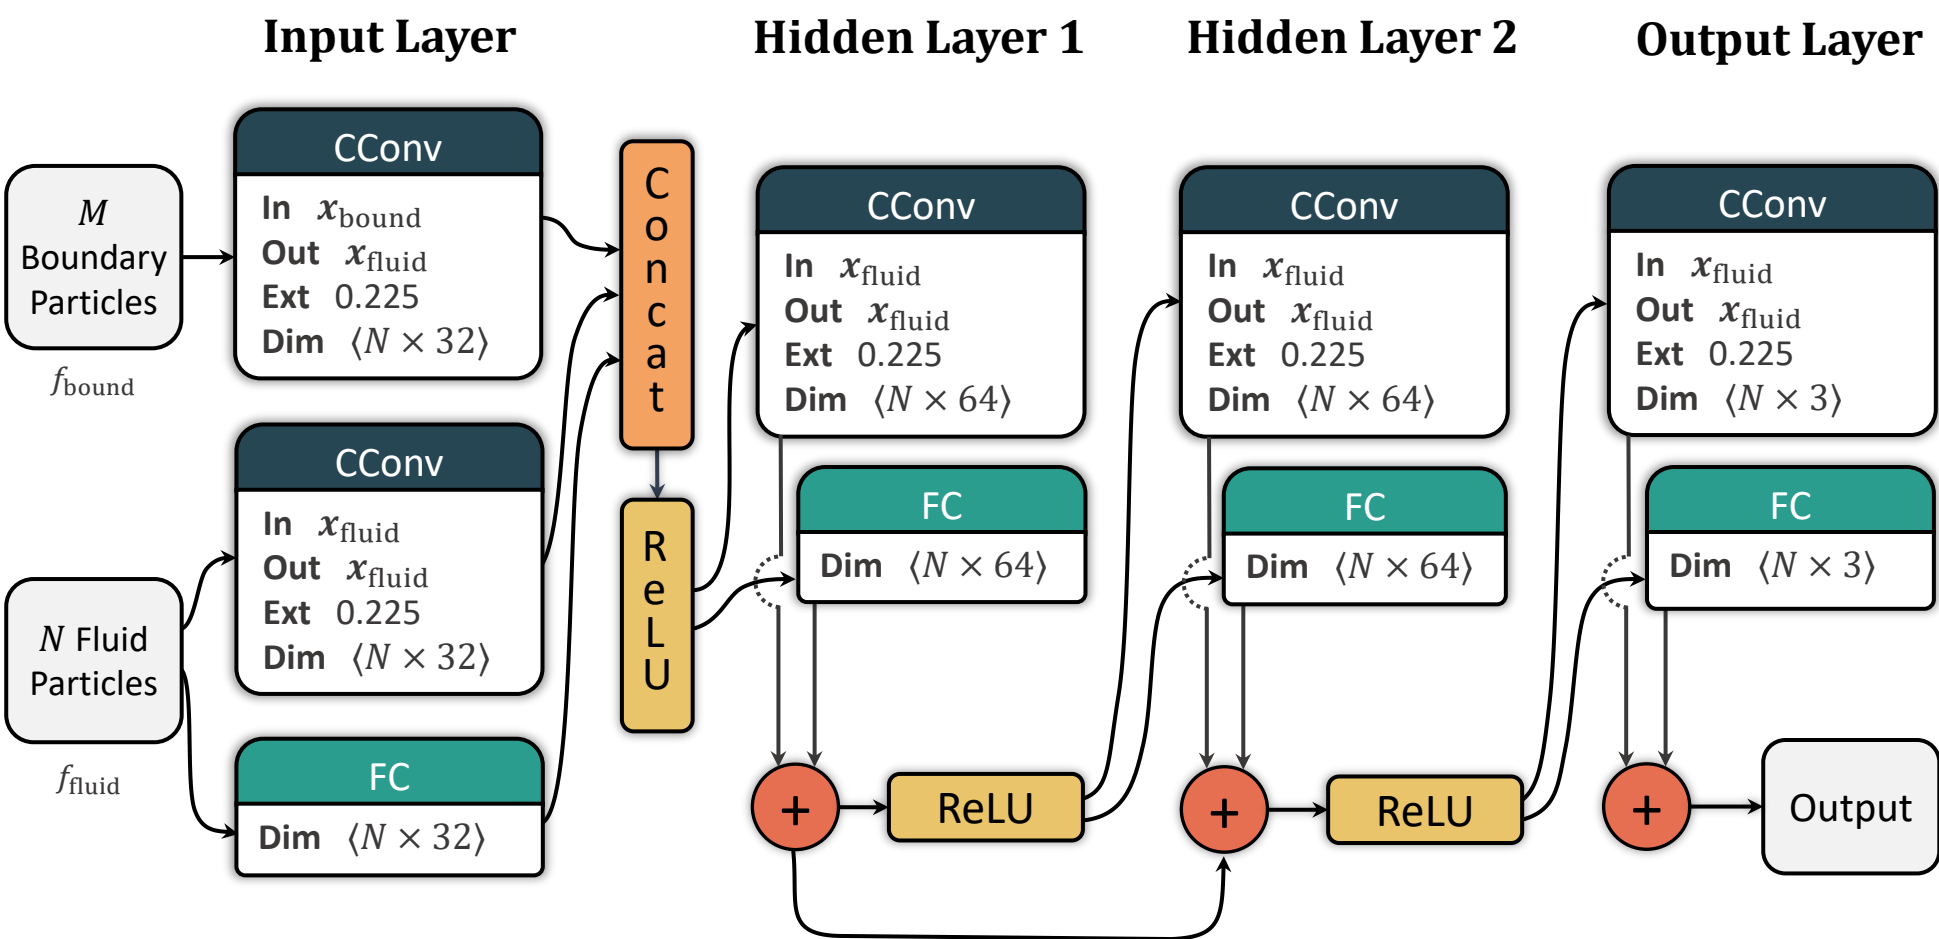 Input Layer
Hidden Layer 1
Hidden Layer 2
Output Layer
M
Boundary
Particles
f_bound
N Fluid
Particles
f_fluid
CConv
In x_bound
Out x_fluid
Ext 0.225
Dim ⟨N × 32⟩
CConv
In x_fluid
Out x_fluid
Ext 0.225
Dim ⟨N × 32⟩
FC
Dim ⟨N × 32⟩
Concat
ReLU
CConv
In x_fluid
Out x_fluid
Ext 0.225
Dim ⟨N × 64⟩
FC
Dim ⟨N × 64⟩
+
ReLU
CConv
In x_fluid
Out x_fluid
Ext 0.225
Dim ⟨N × 64⟩
FC
Dim ⟨N × 64⟩
+
ReLU
CConv
In x_fluid
Out x_fluid
Ext 0.225
Dim ⟨N × 3⟩
FC
Dim ⟨N × 3⟩
+
Output